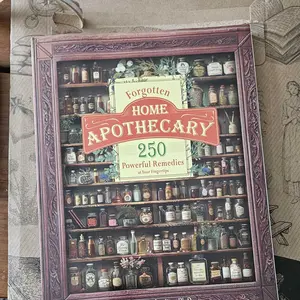 Forgotten
HOME
APOTHECARY
250
Powerful Remedies
at Your Fingertips